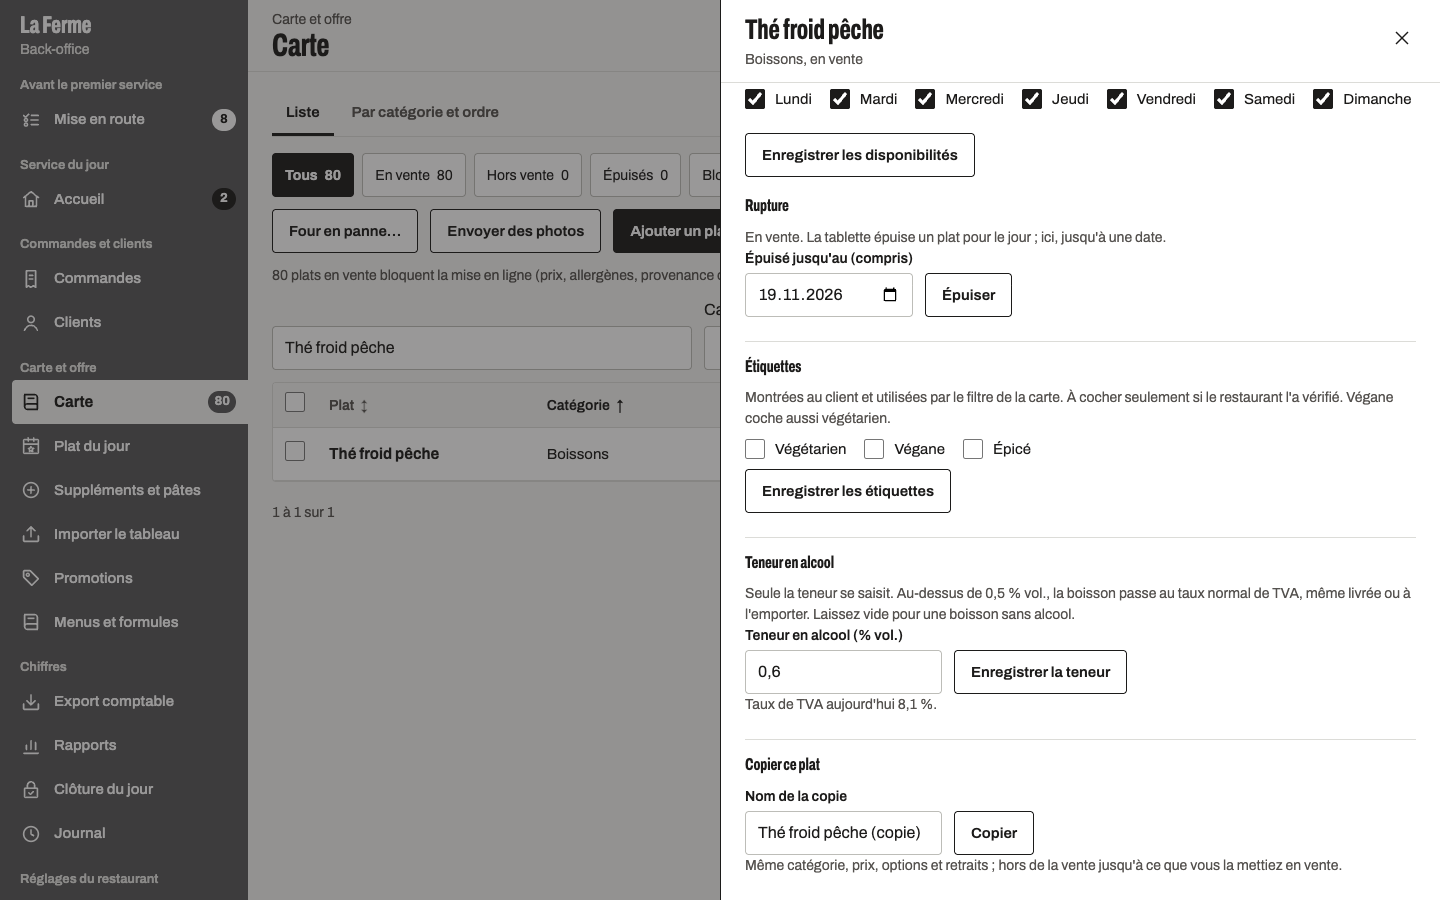 La Ferme
Back-office
Avant le premier service
Mise en route 8
Service du jour
Accueil 2
Commandes et clients
Commandes
Clients
Carte et offre
Carte 80
Plat du jour
Suppléments et pâtes
Importer le tableau
Promotions
Menus et formules
Chiffres
Export comptable
Rapports
Clôture du jour
Journal
Réglages du restaurant
Carte et offre
Carte
Liste Par catégorie et ordre
Tous 80 En vente 80 Hors vente 0 Épuisés 0
Four en panne... Envoyer des photos Ajouter un
80 plats en vente bloquent la mise en ligne (prix, allergènes, provenance
Thé froid pêche
Plat ↕ Catégorie ↑
Thé froid pêche Boissons
1 à 1 sur 1
Thé froid pêche
Boissons, en vente
Lundi Mardi Mercredi Jeudi Vendredi Samedi Dimanche
Enregistrer les disponibilités
Rupture
En vente. La tablette épuise un plat pour le jour ; ici, jusqu'à une date.
Épuisé jusqu'au (compris)
19.11.2026 Épuiser
Étiquettes
Montrées au client et utilisées par le filtre de la carte. À cocher seulement si le restaurant l'a vérifié. Végane
coche aussi végétarien.
Végétarien Végane Épicé
Enregistrer les étiquettes
Teneur en alcool
Seule la teneur se saisit. Au-dessus de 0,5 % vol., la boisson passe au taux normal de TVA, même livrée ou à
l'emporter. Laissez vide pour une boisson sans alcool.
Teneur en alcool (% vol.)
0,6 Enregistrer la teneur
Taux de TVA aujourd'hui 8,1 %.
Copier ce plat
Nom de la copie
Thé froid pêche (copie) Copier
Même catégorie, prix, options et retraits ; hors de la vente jusqu'à ce que vous la mettiez en vente.